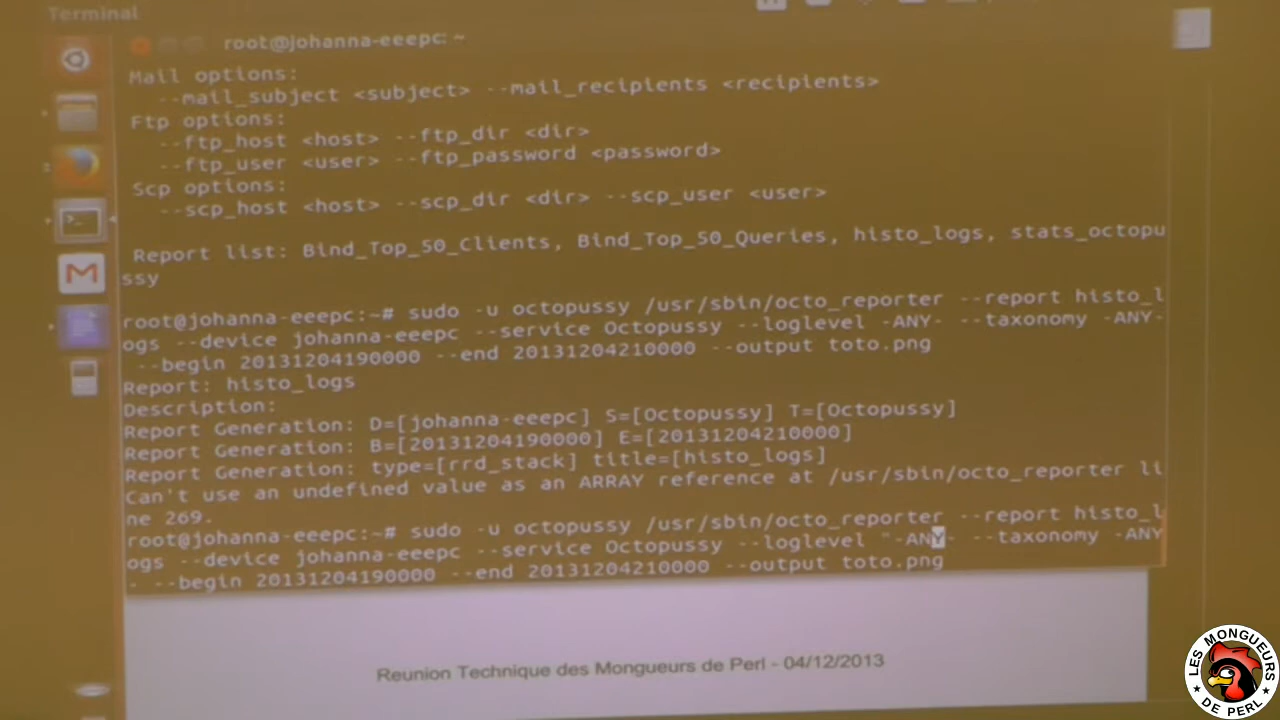 Terminal
root@johanna-eeepc: ~
Mail options:
--mail_subject <subject> --mail_recipients <recipients>
Ftp options:
--ftp_host <host> --ftp_dir <dir>
--ftp_user <user> --ftp_password <password>
Scp options:
--scp_host <host> --scp_dir <dir> --scp_user <user>
Report list: Bind_Top_50_Clients, Bind_Top_50_Queries, histo_logs, stats_octopu
ssy
root@johanna-eeepc:~# sudo -u octopussy /usr/sbin/octo_reporter --report histo_l
ogs --device johanna-eeepc --service Octopussy --loglevel -ANY- --taxonomy -ANY-
--begin 20131204190000 --end 20131204210000 --output toto.png
Report: histo_logs
Description:
Report Generation: D=[johanna-eeepc] S=[Octopussy] T=[Octopussy]
Report Generation: B=[20131204190000] E=[20131204210000]
Report Generation: type=[rrd_stack] title=[histo_logs]
Can't use an undefined value as an ARRAY reference at /usr/sbin/octo_reporter li
ne 269.
root@johanna-eeepc:~# sudo -u octopussy /usr/sbin/octo_reporter --report histo_l
ogs --device johanna-eeepc --service Octopussy --loglevel "-ANY- --taxonomy -ANY
- --begin 20131204190000 --end 20131204210000 --output toto.png
Reunion Technique des Mongueurs de Perl - 04/12/2013
LES MONGUEURS
DE PERL